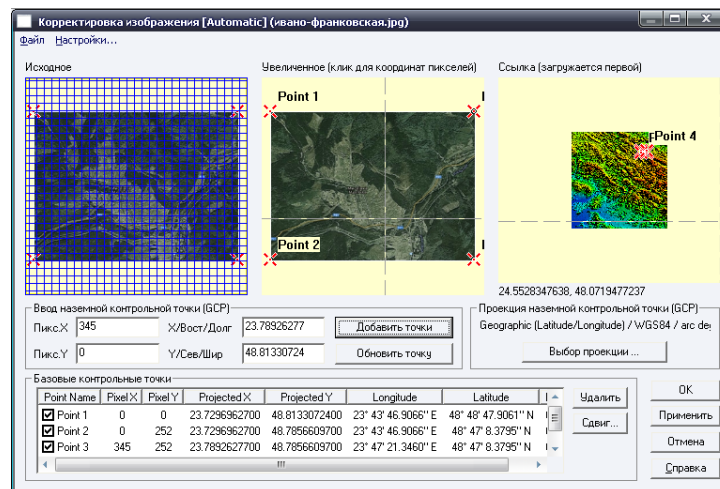 Корректировка изображения [Automatic] (ивано-франковская.jpg)
Файл Настройки...
Исходное Увеличенное (клик для координат пикселей) Ссылка (загружается первой)
Point 1
Point 4
Point 2
24.5528347638, 48.0719477237
Ввод наземной контрольной точки (GCP) Проекция наземной контрольной точки (GCP)
Пикс.X 345 X/Вост/Долг 23.78926277 Добавить точки Geographic (Latitude/Longitude) / WGS84 / arc de
Пикс.Y 0 Y/Сев/Шир 48.81330724 Обновить точку Выбор проекции ...
Базовые контрольные точки
Point Name Pixel X Pixel Y Projected X Projected Y Longitude Latitude Удалить OK
Point 1 0 0 23.7296962700 48.8133072400 23° 43' 46.9066'' E 48° 48' 47.9061'' N Сдвиг... Применить
Point 2 0 252 23.7296962700 48.7856609700 23° 43' 46.9066'' E 48° 47' 8.3795'' N Отмена
Point 3 345 252 23.7892627700 48.7856609700 23° 47' 21.3460'' E 48° 47' 8.3795'' N Справка